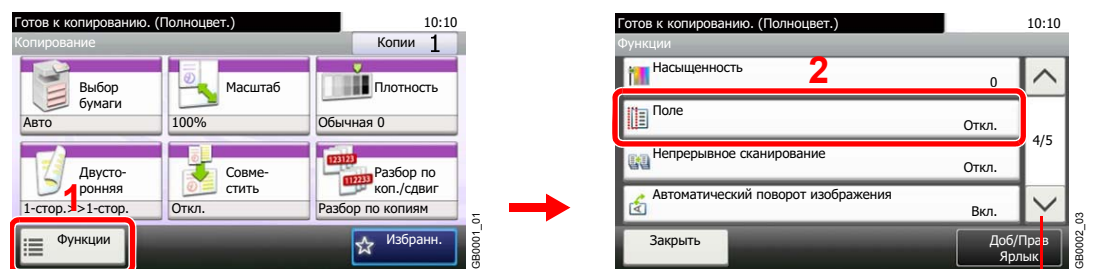 Готов к копированию. (Полноцвет.) 10:10
Копирование Копии 1
Выбор бумаги
Авто
Масштаб
100%
Плотность
Обычная 0
Двусто-
ронняя
1-стор.>>1-стор.
Совме-
стить
Откл.
Разбор по
коп./сдвиг
Разбор по копиям
123123
112233
1
Функции
Избранн.
GB0001_01
Готов к копированию. (Полноцвет.) 10:10
Функции
2
Насыщенность 0
Поле Откл.
4/5
Непрерывное сканирование Откл.
Автоматический поворот изображения Вкл.
Закрыть
Доб/Прав
Ярлык
GB0002_03